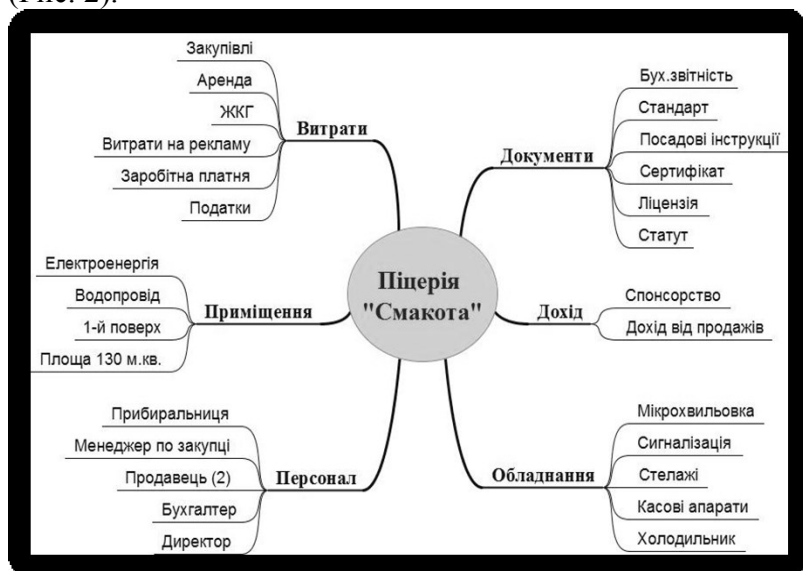 (Рис. 2).
Закупівлі
Аренда
ЖКГ
Витрати на рекламу
Заробітна платня
Податки
Витрати
Бух.звітність
Стандарт
Посадові інструкції
Сертифікат
Ліцензія
Статут
Документи
Електроенергія
Водопровід
1-й поверх
Площа 130 м.кв.
Приміщення
Піцерія
"Смакота"
Дохід
Спонсорство
Дохід від продажів
Прибиральниця
Менеджер по закупці
Продавець (2)
Бухгалтер
Директор
Персонал
Обладнання
Мікрохвильовка
Сигналізація
Стелажі
Касові апарати
Холодильник